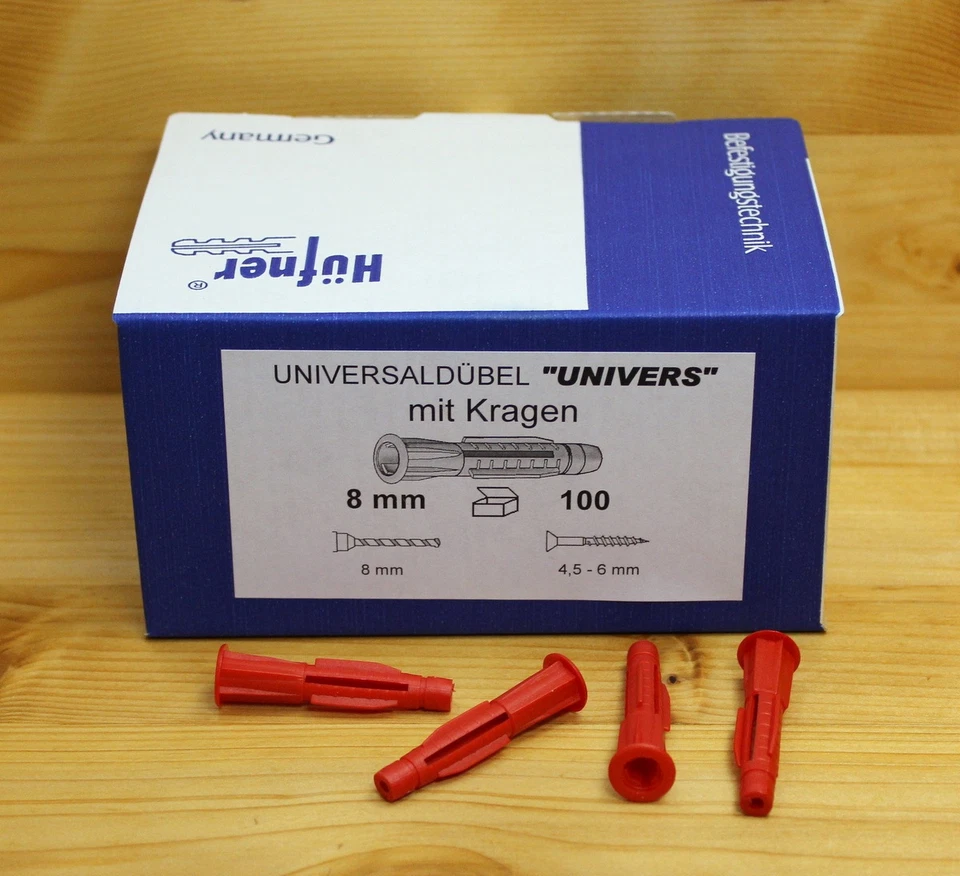 Germany
Befestigungstechnik
Hüfner®
UNIVERSALDÜBEL "UNIVERS"
mit Kragen
8 mm 100
8 mm 4,5 - 6 mm